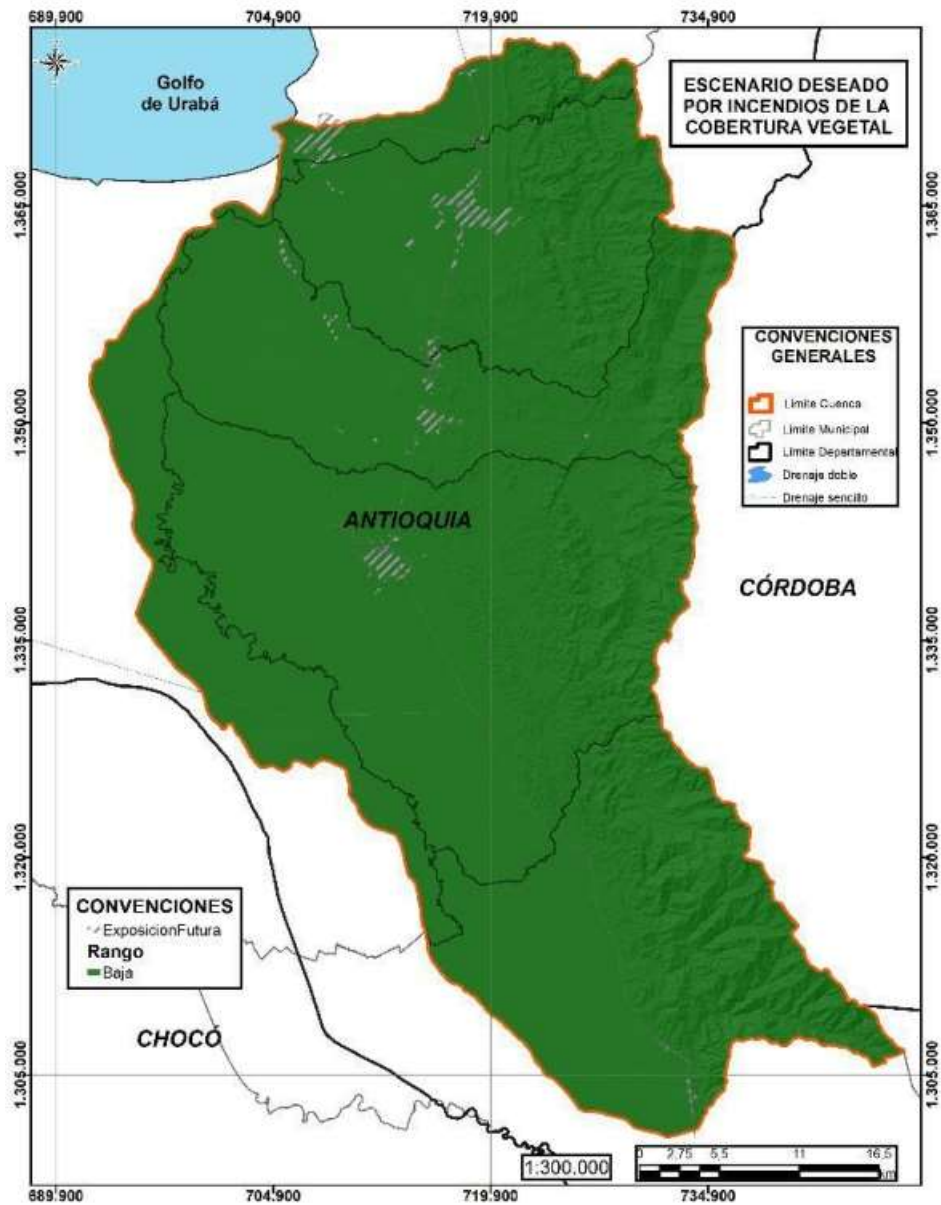 689,900 704,900 719,900 734,900
Golfo
de Urabá
ESCENARIO DESEADO
POR INCENDIOS DE LA
COBERTURA VEGETAL
1.365.000
1.365.000
CONVENCIONES
GENERALES
Limite Cuenca
Límite Municipal
Límite Departamental
Drenaje doble
Drenaje sencillo
1.350.000
1.350.000
ANTIOQUIA
CÓRDOBA
1.335.000
1.335.000
1.320.000
1.320.000
CONVENCIONES
ExposicionFutura
Rango
Baja
CHOCÓ
1.305.000
1.305.000
1:300,000
0 2,75 5,5 11 16,5
km
689,900 704,900 719,900 734,900